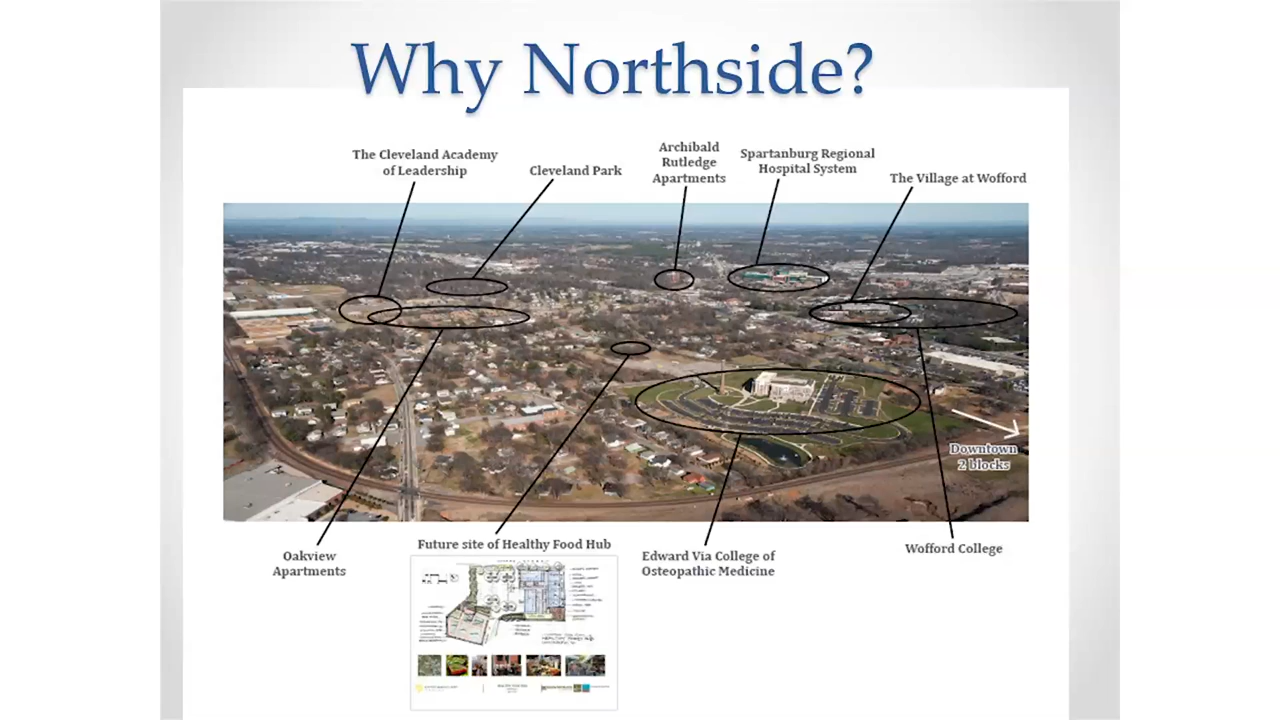 Why Northside?
The Cleveland Academy
of Leadership
Cleveland Park
Archibald
Rutledge
Apartments
Spartanburg Regional
Hospital System
The Village at Wofford
Downtown
2 blocks
Oakview
Apartments
Future site of Healthy Food Hub
Edward Via College of
Osteopathic Medicine
Wofford College